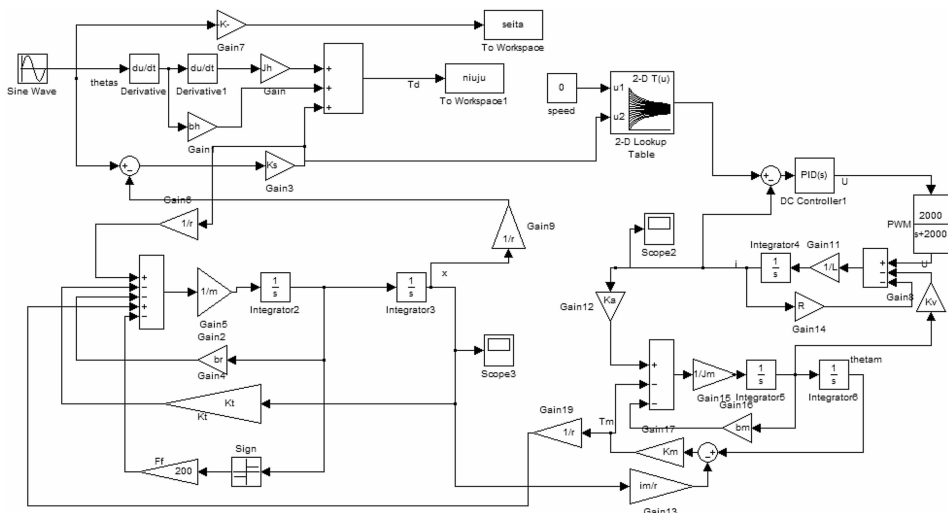 K-
Gain7
seita
To Workspace
Sine Wave
thetas
du/dt
Derivative
du/dt
Derivative1
Jh
Gain
+
+
+
Td
niuju
To Workspace1
bh
Gain1
0
speed
u1
u2
2-D T(u)
2-D Lookup
Table
+
-
Ks
Gain3
+
-
PID(s)
DC Controller1
U
Gain6
1/r
1/r
Gain9
2000
s+2000
PWM
U
Scope2
i
Integrator4
1
s
Gain11
1/L
+
-
-
Gain8
Kv
R
Gain14
+
-
-
+
-
1/m
Gain5
Gain2
1
s
Integrator2
1
s
Integrator3
x
Ka
Gain12
br
Gain4
Scope3
+
-
-
1/Jm
Gain15
1
s
Integrator5
Gain16
thetam
1
s
Integrator6
Kt
Kt
Gain19
1/r
Tm
Gain17
bm
Km
-
+
Ff
200
Sign
im/r
Gain13